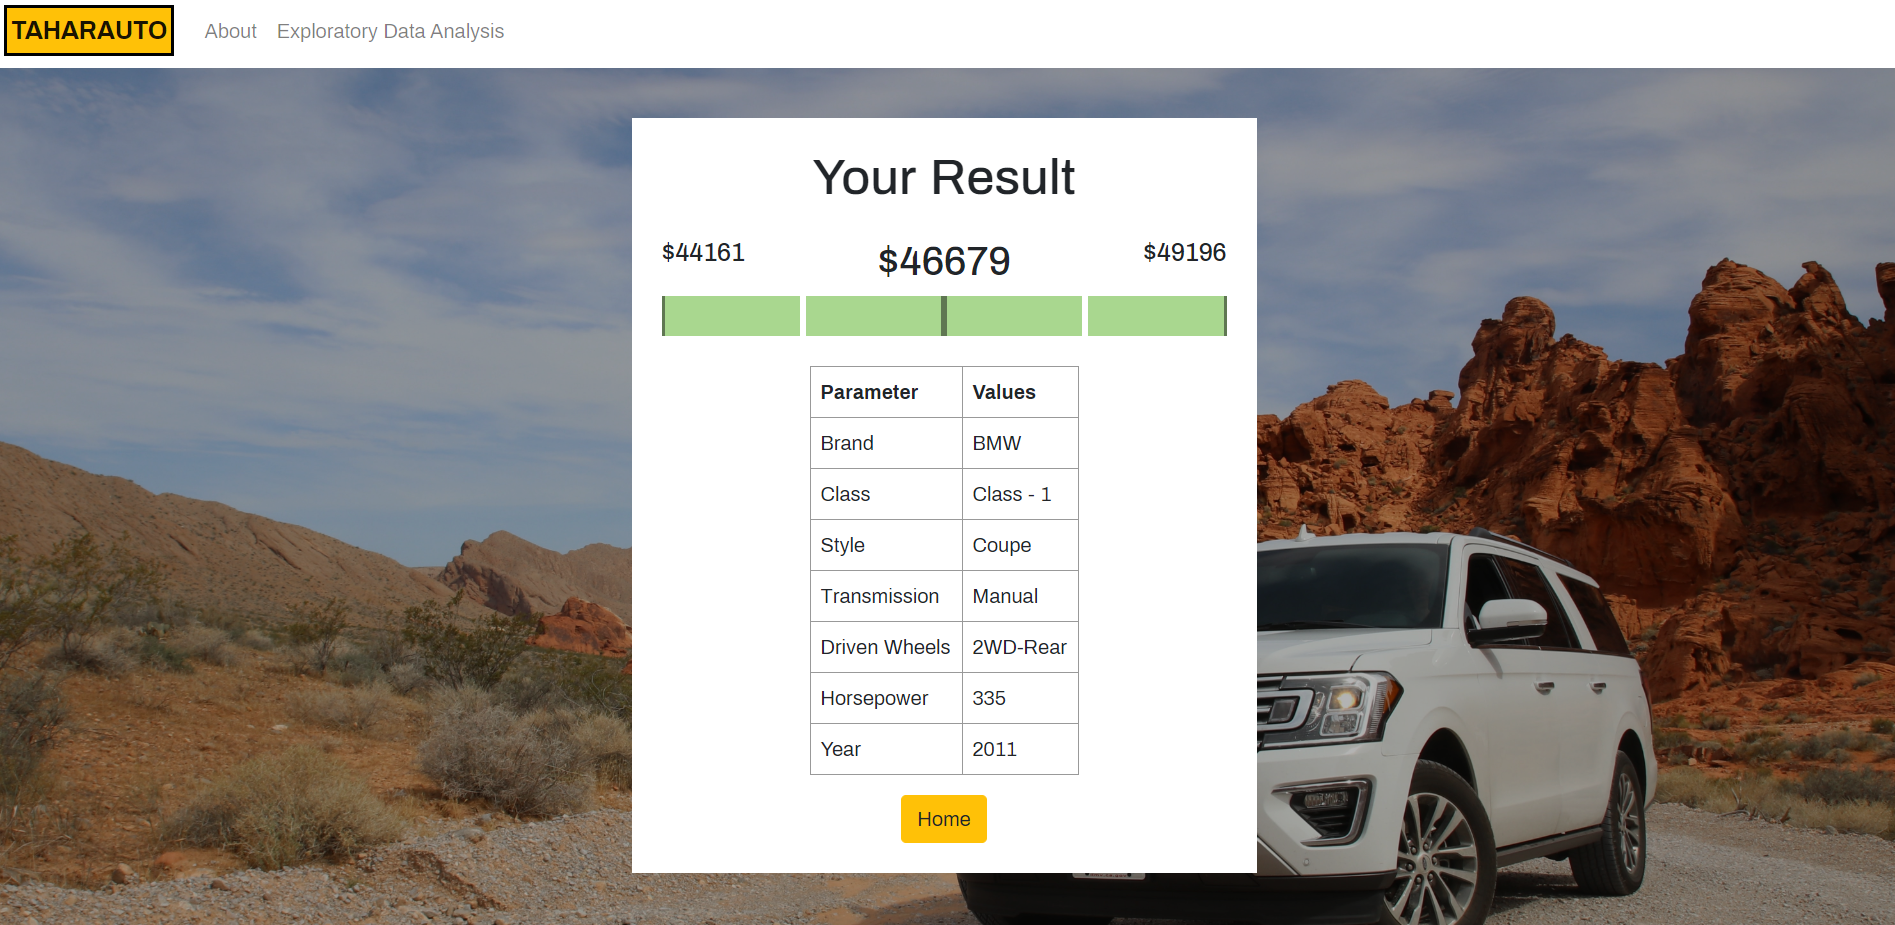 TAHARAUTO About Exploratory Data Analysis
Your Result
$44161 $46679 $49196
Parameter Values
Brand BMW
Class Class - 1
Style Coupe
Transmission Manual
Driven Wheels 2WD-Rear
Horsepower 335
Year 2011
Home